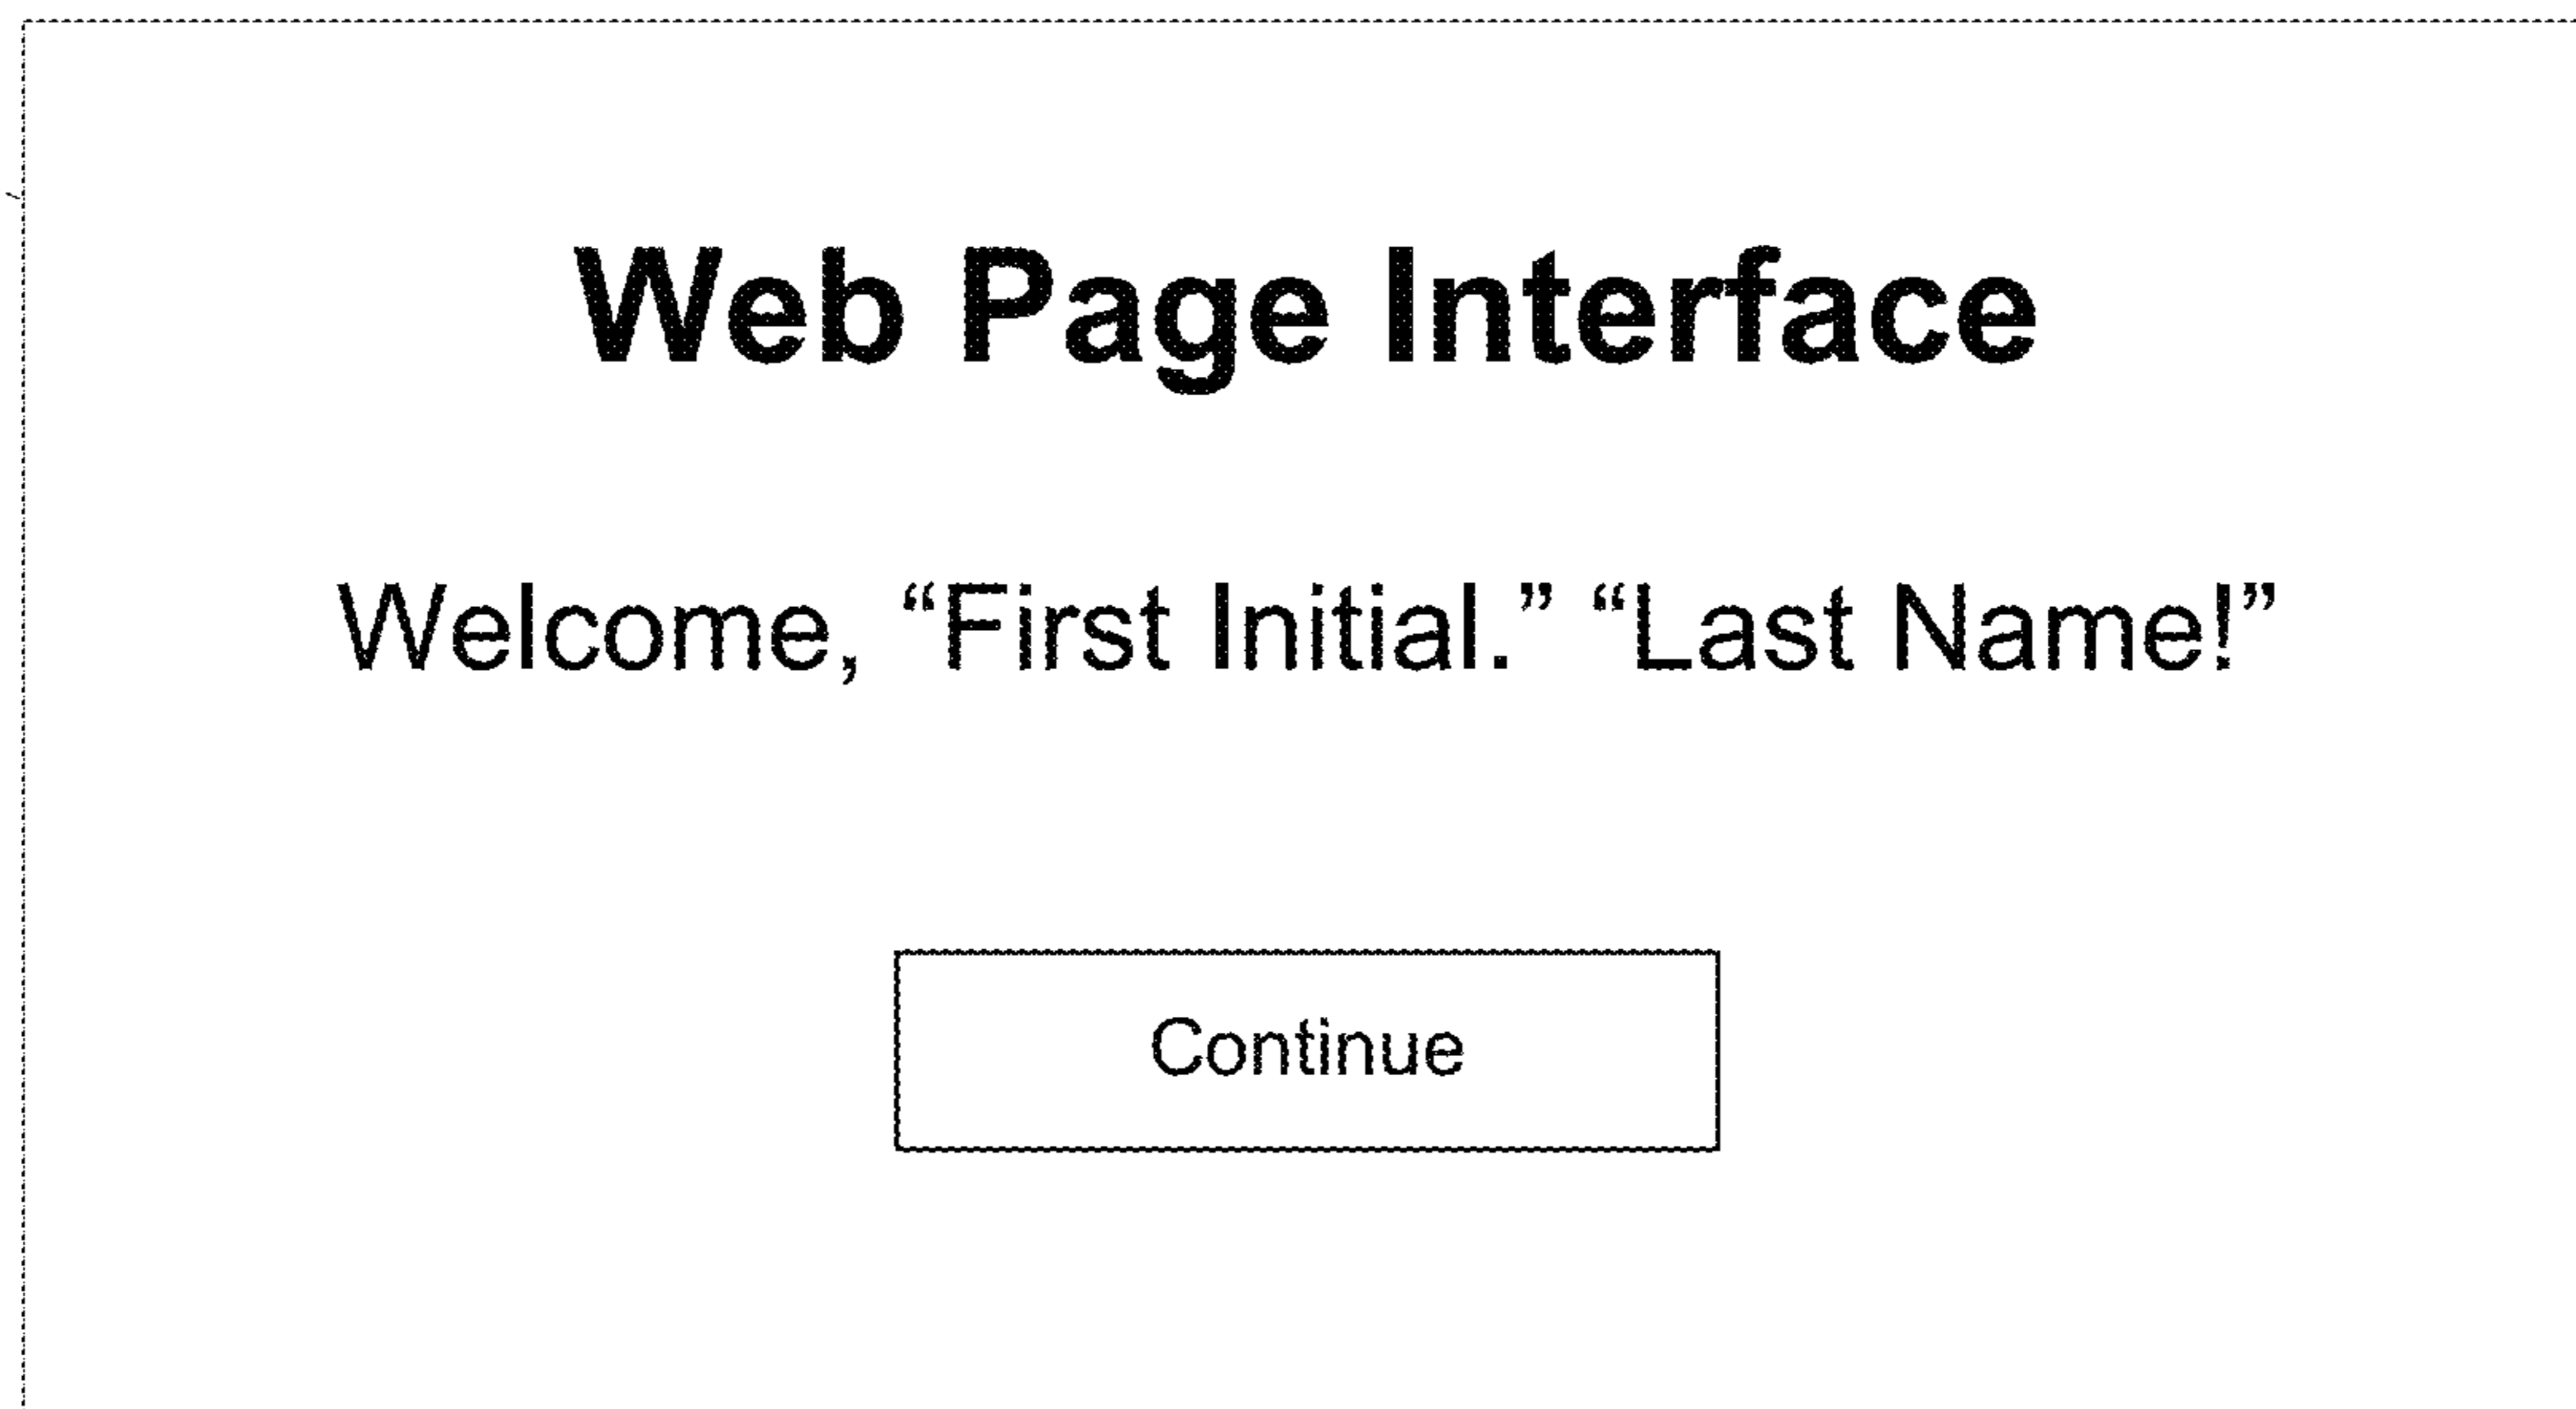 Web Page Interface
Welcome, “First Initial.” “Last Name!”
Continue